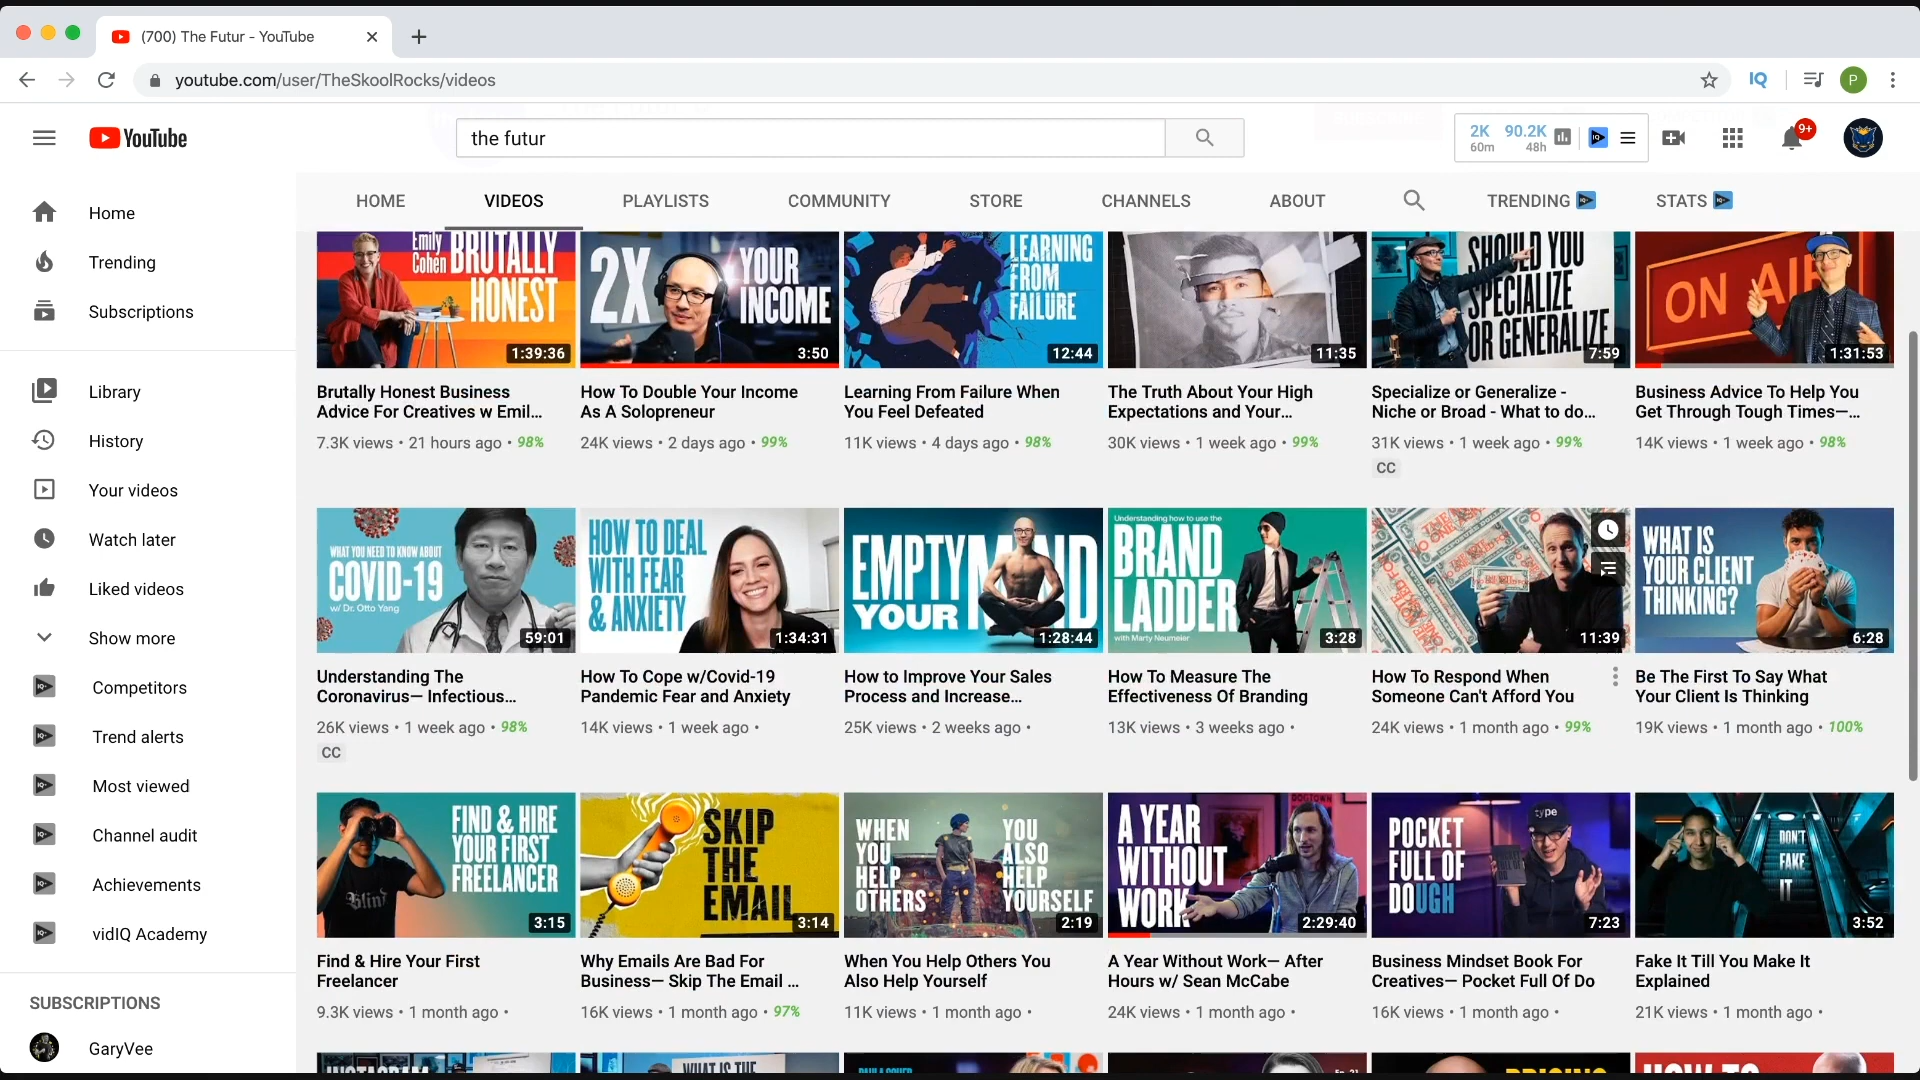 (700) The Futur - YouTube
youtube.com/user/TheSkoolRocks/videos
IQ
P
YouTube
the futur
2K 90.2K
60m 48h
9+
HOME VIDEOS PLAYLISTS COMMUNITY STORE CHANNELS ABOUT TRENDING STATS
Home
Trending
Subscriptions
Library
History
Your videos
Watch later
Liked videos
Show more
Competitors
Trend alerts
Most viewed
Channel audit
Achievements
vidIQ Academy
SUBSCRIPTIONS
GaryVee
Emily
Cohen BRUTALLY
HONEST
1:39:36
Brutally Honest Business
Advice For Creatives w Emil...
7.3K views • 21 hours ago • 98%
2X YOUR
INCOME
3:50
How To Double Your Income
As A Solopreneur
24K views • 2 days ago • 99%
LEARNING
FROM
FAILURE
12:44
Learning From Failure When
You Feel Defeated
11K views • 4 days ago • 98%
11:35
The Truth About Your High
Expectations and Your...
30K views • 1 week ago • 99%
SHOULD YOU
SPECIALIZE
OR GENERALIZE
7:59
Specialize or Generalize -
Niche or Broad - What to do...
31K views • 1 week ago • 99%
CC
ON AIR
1:31:53
Business Advice To Help You
Get Through Tough Times—...
14K views • 1 week ago • 98%
WHAT YOU NEED TO KNOW ABOUT
COVID-19
w/ Dr. Otto Yang
59:01
Understanding The
Coronavirus— Infectious...
26K views • 1 week ago • 98%
CC
HOW TO DEAL
WITH FEAR
& ANXIETY
1:34:31
How To Cope w/Covid-19
Pandemic Fear and Anxiety
14K views • 1 week ago •
EMPTY MIND
YOUR
1:28:44
How to Improve Your Sales
Process and Increase...
25K views • 2 weeks ago •
Understanding how to use the
BRAND
LADDER
with Marty Neumeier
3:28
How To Measure The
Effectiveness Of Branding
13K views • 3 weeks ago •
11:39
How To Respond When
Someone Can't Afford You
24K views • 1 month ago • 99%
WHAT IS
YOUR CLIENT
THINKING?
6:28
Be The First To Say What
Your Client Is Thinking
19K views • 1 month ago • 100%
FIND & HIRE
YOUR FIRST
FREELANCER
Blind
3:15
Find & Hire Your First
Freelancer
9.3K views • 1 month ago •
SKIP
THE
EMAIL
3:14
Why Emails Are Bad For
Business— Skip The Email ...
16K views • 1 month ago • 97%
WHEN YOU
YOU ALSO
HELP HELP
OTHERS YOURSELF
2:19
When You Help Others You
Also Help Yourself
11K views • 1 month ago •
DOGTOWN
A YEAR
WITHOUT
WORK
2:29:40
A Year Without Work— After
Hours w/ Sean McCabe
24K views • 1 month ago •
type
POCKET
FULL OF
DOUGH
7:23
Business Mindset Book For
Creatives— Pocket Full Of Do
16K views • 1 month ago •
DON'T
FAKE
IT
3:52
Fake It Till You Make It
Explained
21K views • 1 month ago •
INSTAGRAM
WHAT IS THE
PAULA SCHER
PRICING
HOW TO